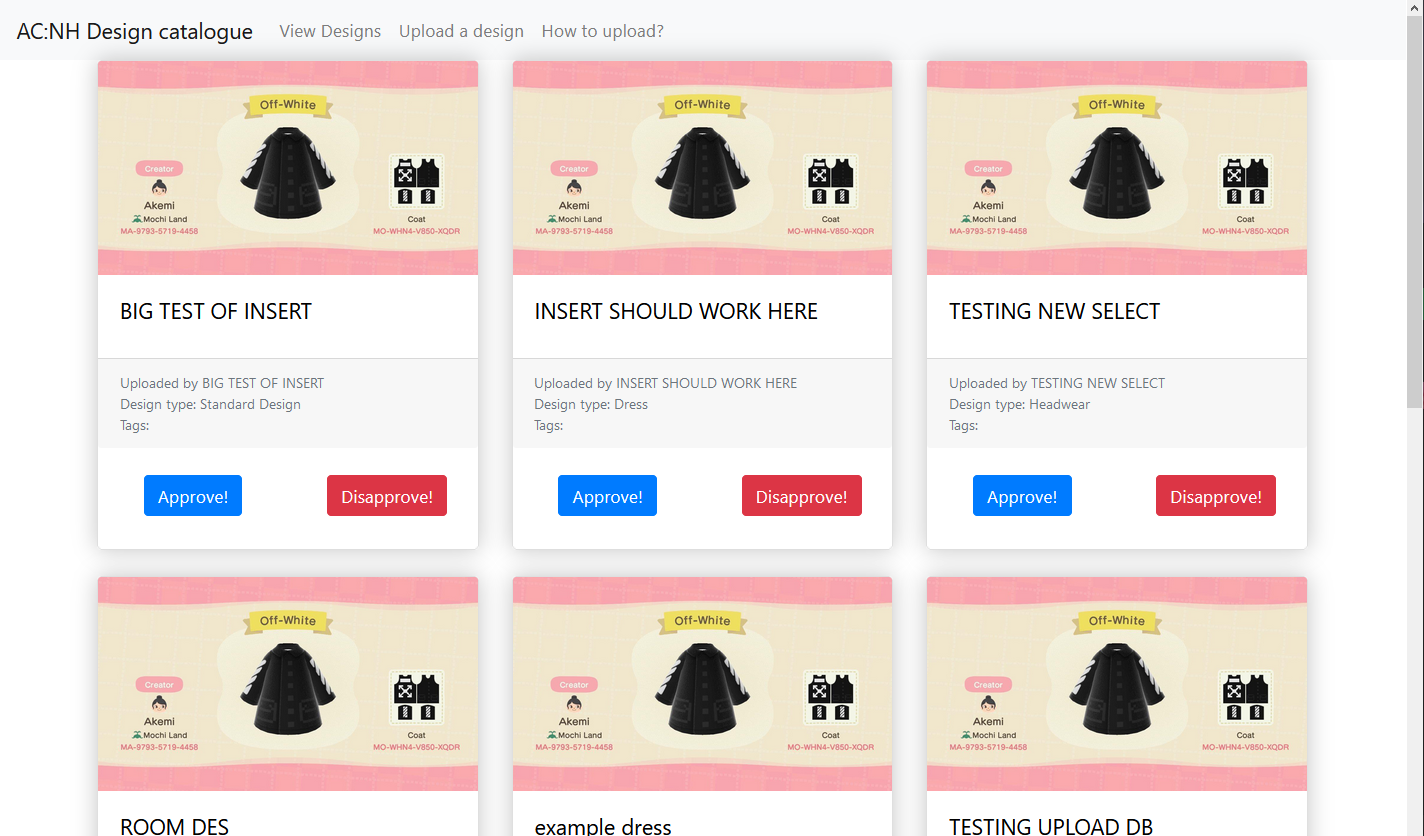 AC:NH Design catalogue View Designs Upload a design How to upload?
Off-White
Creator
Akemi
Mochi Land
MA-9793-5719-4458
Coat
MO-WHN4-V850-XQDR
BIG TEST OF INSERT
Uploaded by BIG TEST OF INSERT
Design type: Standard Design
Tags:
Approve! Disapprove!
Off-White
Creator
Akemi
Mochi Land
MA-9793-5719-4458
Coat
MO-WHN4-V850-XQDR
INSERT SHOULD WORK HERE
Uploaded by INSERT SHOULD WORK HERE
Design type: Dress
Tags:
Approve! Disapprove!
Off-White
Creator
Akemi
Mochi Land
MA-9793-5719-4458
Coat
MO-WHN4-V850-XQDR
TESTING NEW SELECT
Uploaded by TESTING NEW SELECT
Design type: Headwear
Tags:
Approve! Disapprove!
Off-White
Creator
Akemi
Mochi Land
MA-9793-5719-4458
Coat
MO-WHN4-V850-XQDR
ROOM DES
Off-White
Creator
Akemi
Mochi Land
MA-9793-5719-4458
Coat
MO-WHN4-V850-XQDR
example dress
Off-White
Creator
Akemi
Mochi Land
MA-9793-5719-4458
Coat
MO-WHN4-V850-XQDR
TESTING UPLOAD DB